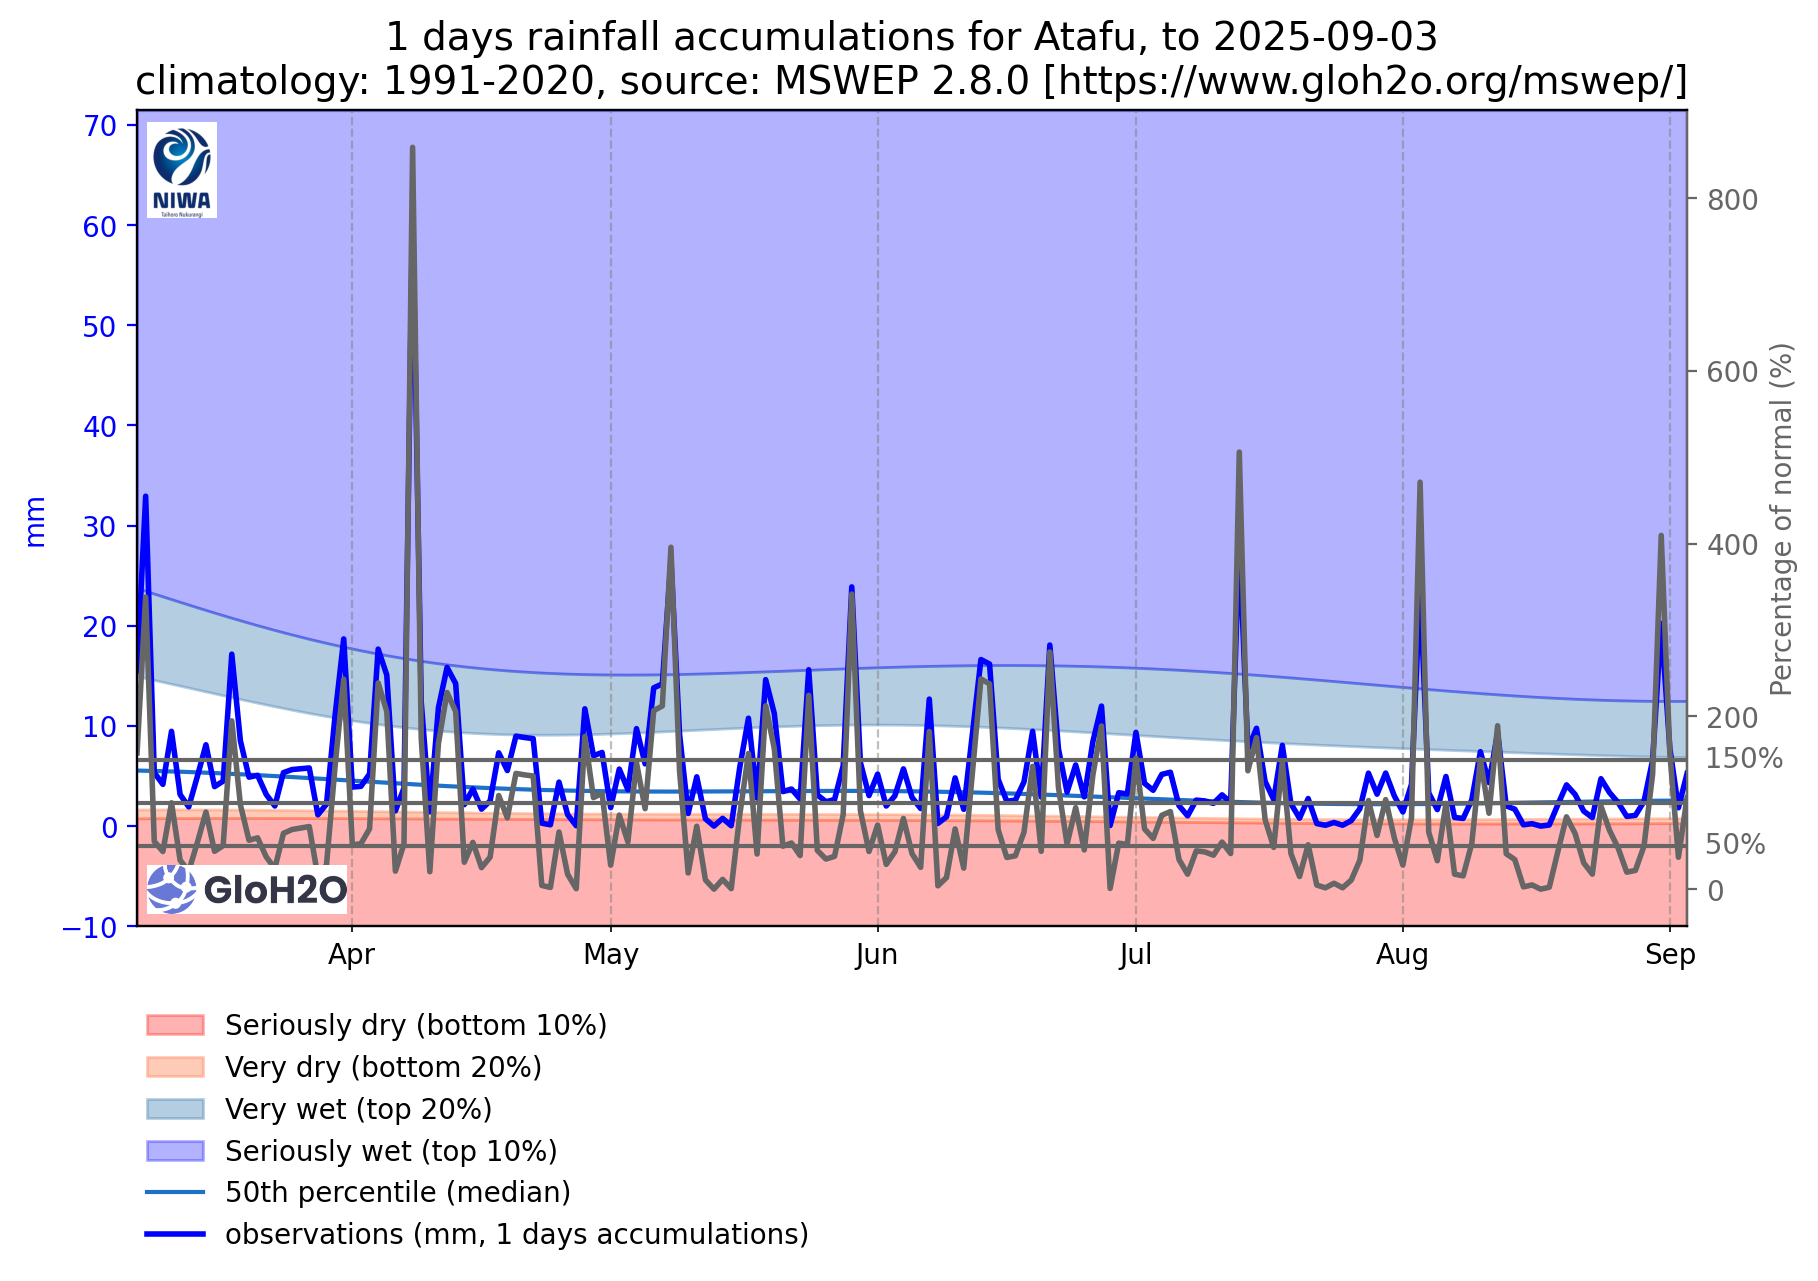 1 days rainfall accumulations for Atafu, to 2025-09-03
climatology: 1991-2020, source: MSWEP 2.8.0 [https://www.gloh2o.org/mswep/]
70
60
50
40
30
20
10
0
−10
mm
NIWA
Taihoro Nukurangi
GloH2O
800
600
400
200
150%
50%
0
Percentage of normal (%)
Apr
May
Jun
Jul
Aug
Sep
Seriously dry (bottom 10%)
Very dry (bottom 20%)
Very wet (top 20%)
Seriously wet (top 10%)
50th percentile (median)
observations (mm, 1 days accumulations)